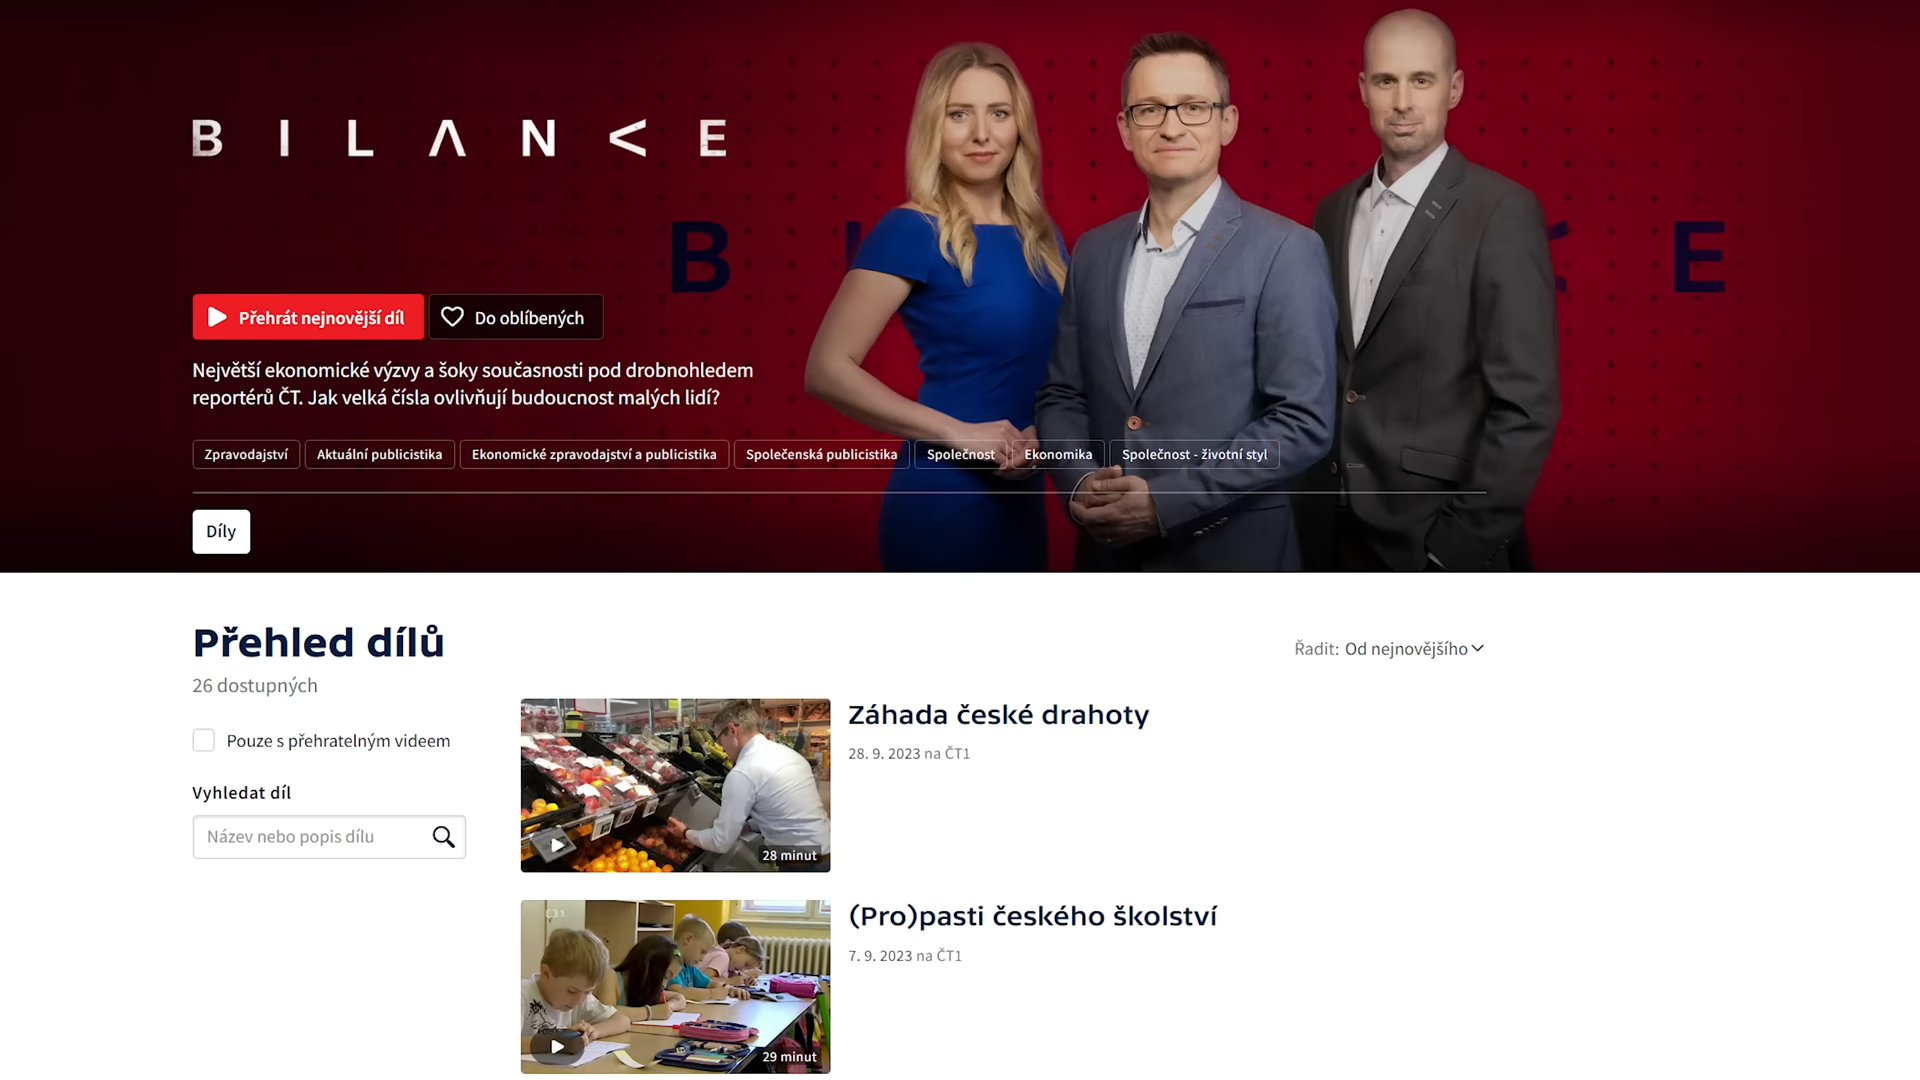 BILANCE
B I E
Přehrát nejnovější díl
Do oblíbených
Největší ekonomické výzvy a šoky současnosti pod drobnohledem
reportérů ČT. Jak velká čísla ovlivňují budoucnost malých lidí?
Zpravodajství
Aktuální publicistika
Ekonomické zpravodajství a publicistika
Společenská publicistika
Společnost
Ekonomika
Společnost - životní styl
Díly
Přehled dílů
26 dostupných
Řadit: Od nejnovějšího
Pouze s přehratelným videem
Vyhledat díl
Název nebo popis dílu
28 minut
Záhada české drahoty
28. 9. 2023 na ČT1
29 minut
(Pro)pasti českého školství
7. 9. 2023 na ČT1